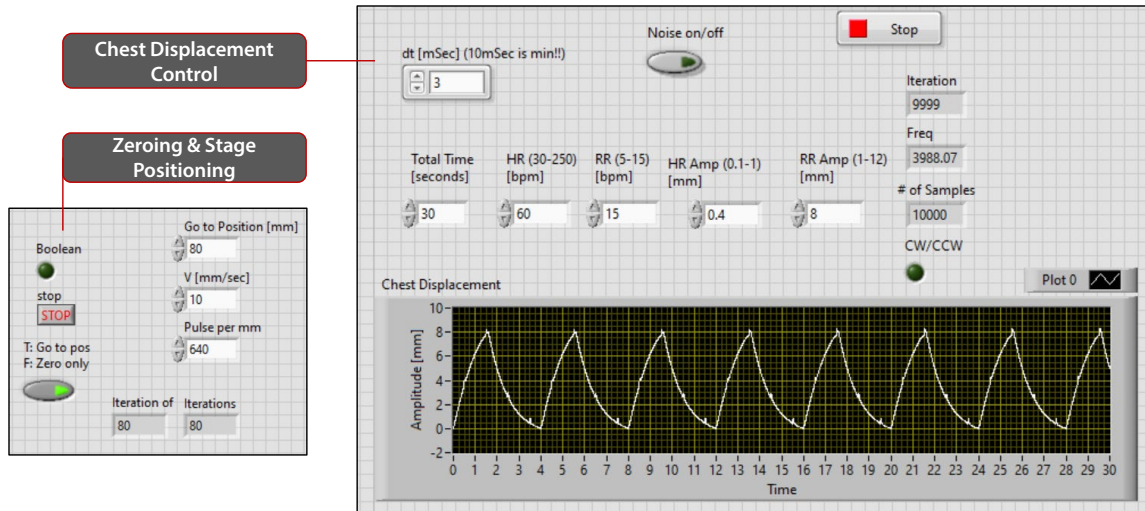 Chest Displacement
Control
Zeroing & Stage
Positioning
Boolean
stop
STOP
T: Go to pos
F: Zero only
Go to Position [mm]
80
V [mm/sec]
10
Pulse per mm
640
Iteration of Iterations
80 80
dt [mSec] (10mSec is min!!)
3
Noise on/off
Stop
Iteration
9999
Freq
3988.07
# of Samples
10000
CW/CCW
Total Time
[seconds]
30
HR (30-250)
[bpm]
60
RR (5-15)
[bpm]
15
HR Amp (0.1-1)
[mm]
0.4
RR Amp (1-12)
[mm]
8
Chest Displacement
Plot 0
Amplitude [mm]
10
8
6
4
2
0
-2
0 1 2 3 4 5 6 7 8 9 10 11 12 13 14 15 16 17 18 19 20 21 22 23 24 25 26 27 28 29 30
Time